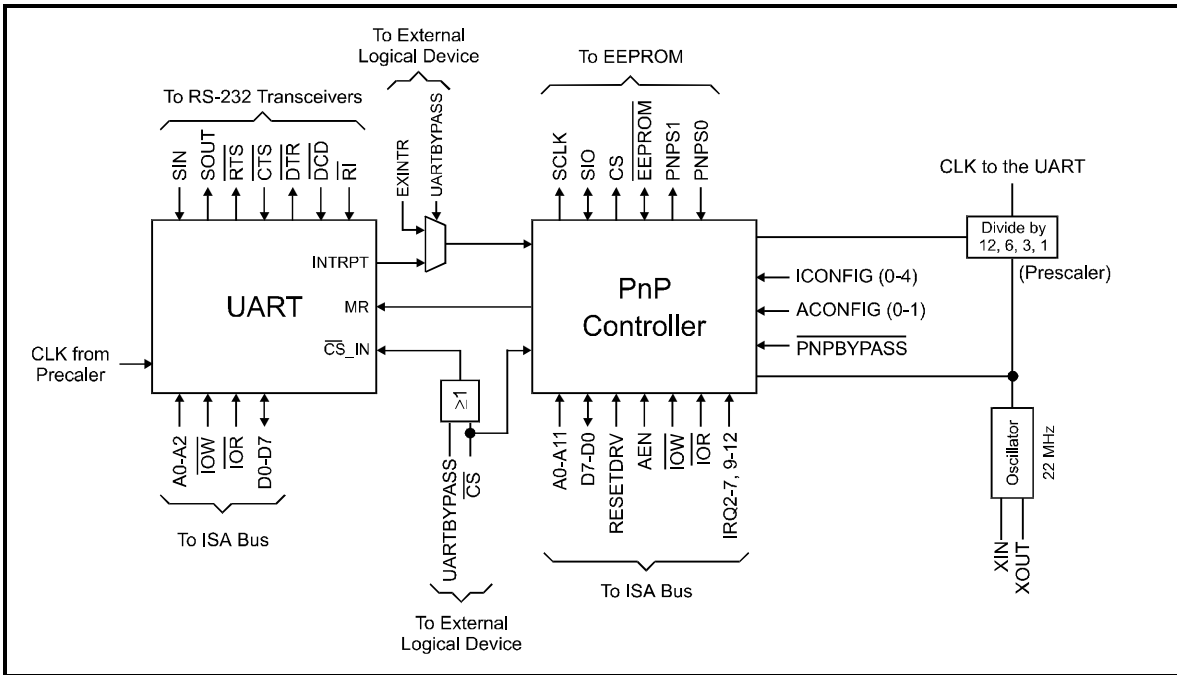 To External
Logical Device
To EEPROM
To RS-232 Transceivers
SIN
SOUT
RTS
CTS
DTR
DCD
RI
EXINTR
UARTBYPASS
SCLK
SIO
CS
EEPROM
PNPS1
PNPS0
CLK to the UART
Divide by
12, 6, 3, 1
(Prescaler)
INTRPT
UART
MR
CS_IN
PnP
Controller
ICONFIG (0-4)
ACONFIG (0-1)
PNPBYPASS
CLK from
Precaler
≥1
A0-A2
IOW
IOR
D0-D7
UARTBYPASS
CS
A0-A11
D7-D0
RESETDRV
AEN
IOW
IOR
IRQ2-7, 9-12
Oscillator
22 MHz
XIN
XOUT
To ISA Bus
To ISA Bus
To External
Logical Device